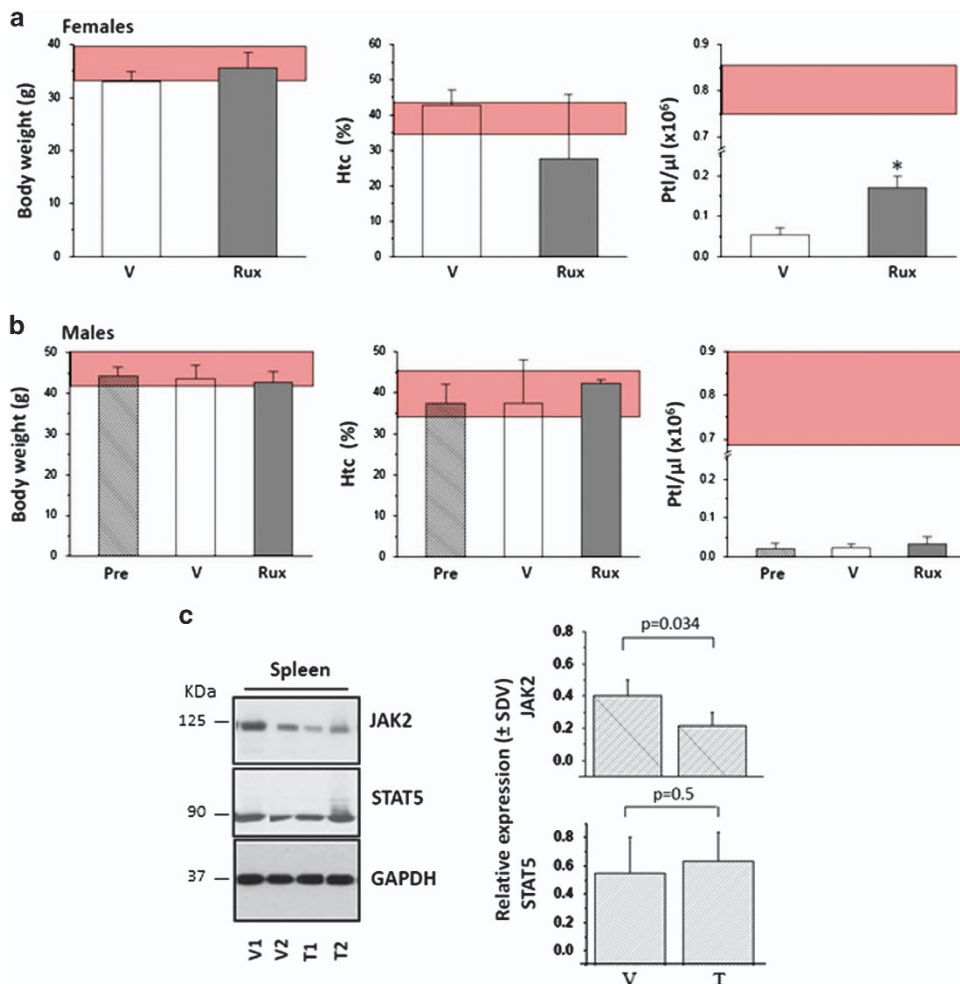 a
Females
Body weight (g)
40
30
20
10
0
V
Rux
Htc (%)
60
50
40
30
20
10
0
V
Rux
Ptl/µl (x10⁶)
0.9
0.8
0.7
0.2
0.1
0.0
V
Rux
*
b
Males
Body weight (g)
50
40
30
20
10
0
Pre
V
Rux
Htc (%)
50
40
30
20
10
0
Pre
V
Rux
Ptl/µl (x10⁶)
0.9
0.8
0.7
0.1
0.0
Pre
V
Rux
c
Spleen
KDa
125
JAK2
90
STAT5
37
GAPDH
V1
V2
T1
T2
Relative expression (± SDV)
JAK2
0.8
0.6
0.4
0.2
0.0
p=0.034
STAT5
0.8
0.6
0.4
0.2
0.0
p=0.5
V
T